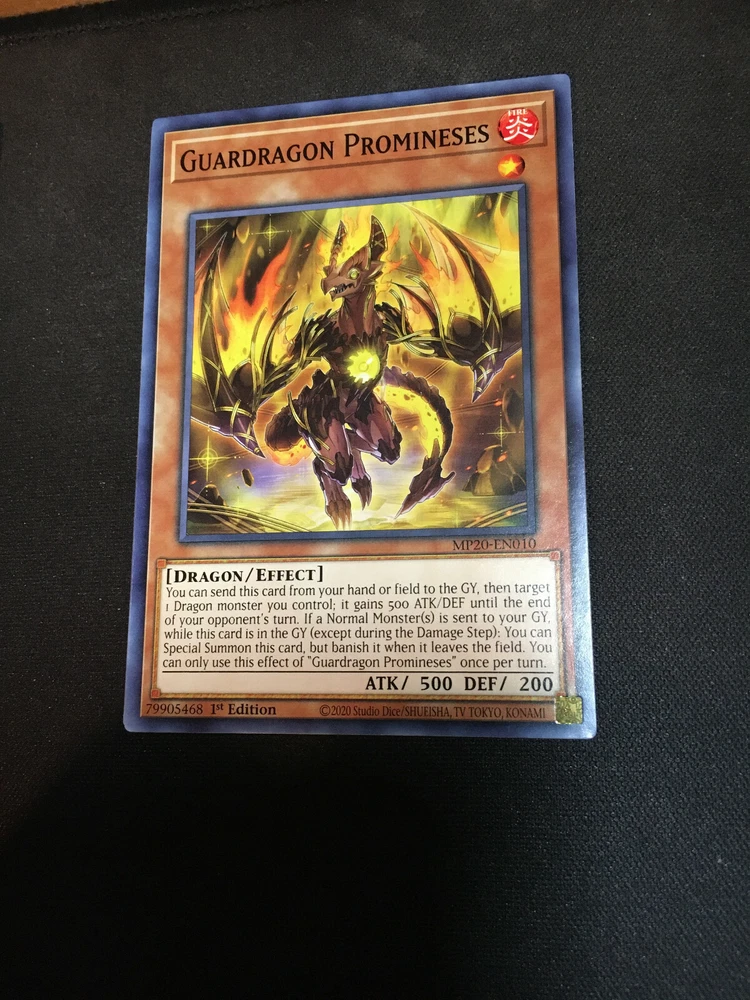 GUARDRAGON PROMINESES
FIRE
炎
MP20-EN010
[DRAGON/EFFECT]
You can send this card from your hand or field to the GY, then target
1 Dragon monster you control; it gains 500 ATK/DEF until the end
of your opponent's turn. If a Normal Monster(s) is sent to your GY,
while this card is in the GY (except during the Damage Step): You can
Special Summon this card, but banish it when it leaves the field. You
can only use this effect of "Guardragon Promineses" once per turn.
ATK/ 500 DEF/ 200
79905468 1st Edition ©2020 Studio Dice/SHUEISHA, TV TOKYO, KONAMI